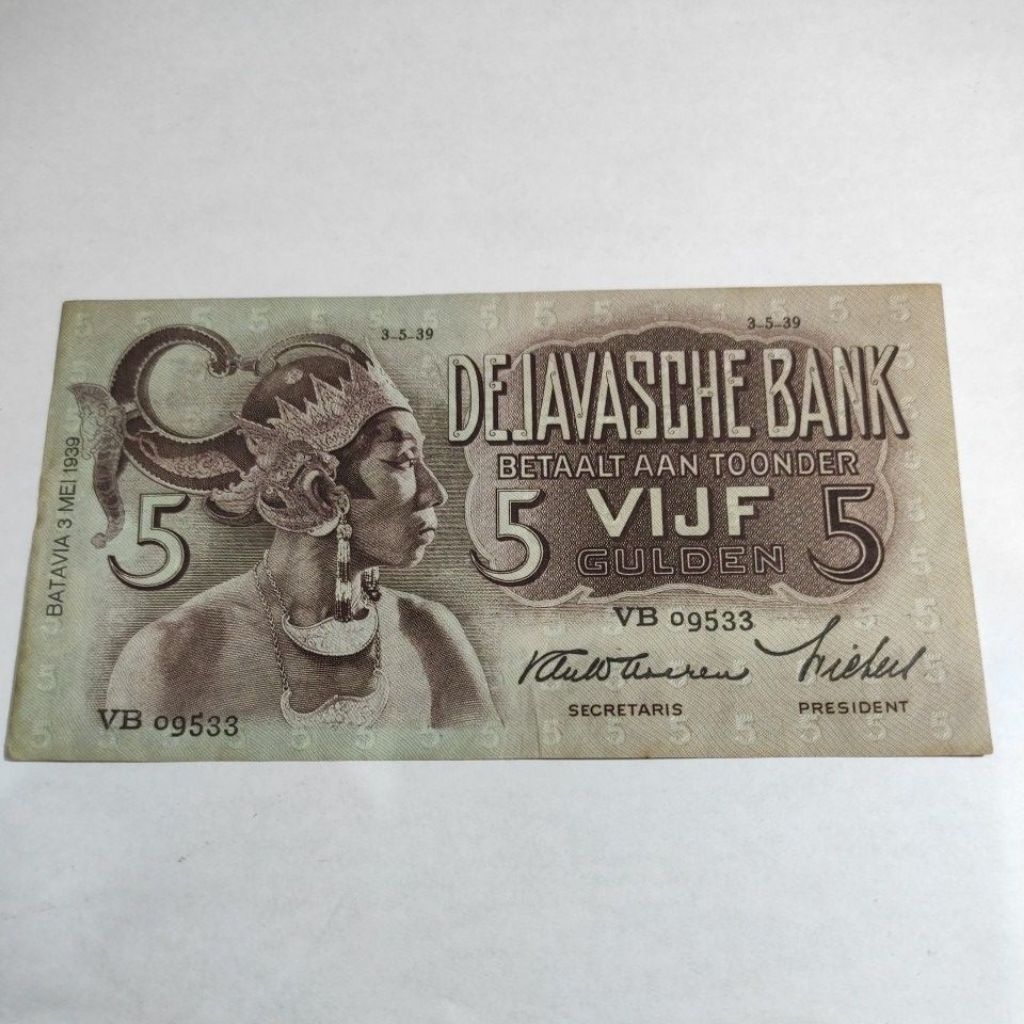 3-5-39
3-5-39
DE JAVASCHE BANK
BETAALT AAN TOONDER
5 VIJF 5
GULDEN
5
BATAVIA 3 MEI 1939
VB 09533
SECRETARIS
PRESIDENT
VB 09533